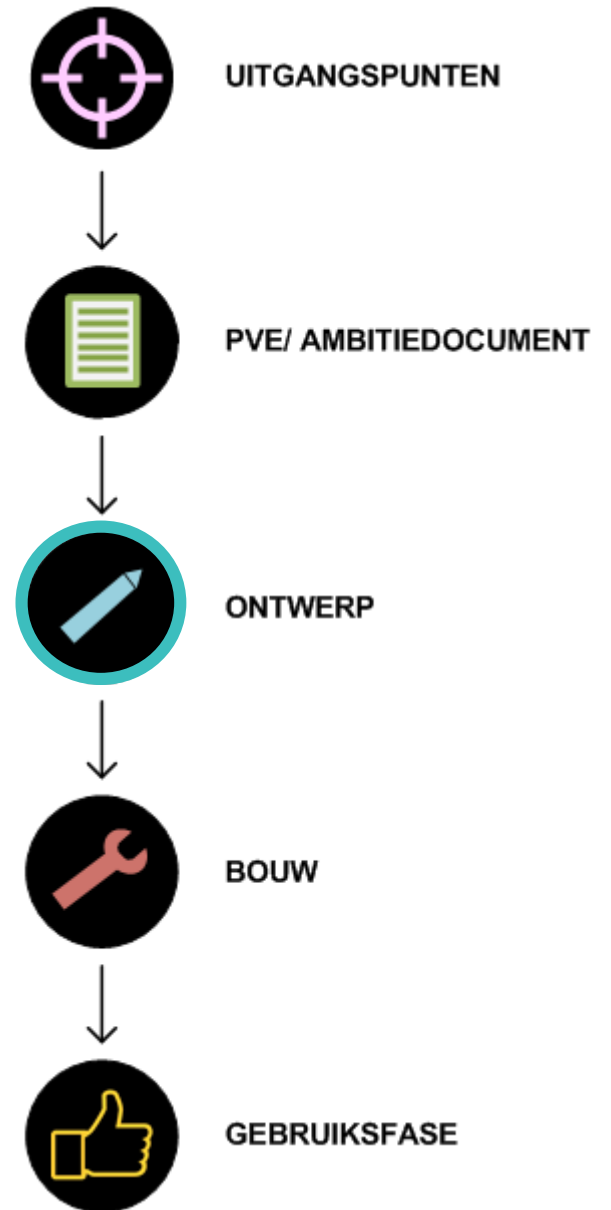 UITGANGSPUNTEN
PVE/ AMBITIEDOCUMENT
ONTWERP
BOUW
GEBRUIKSFASE